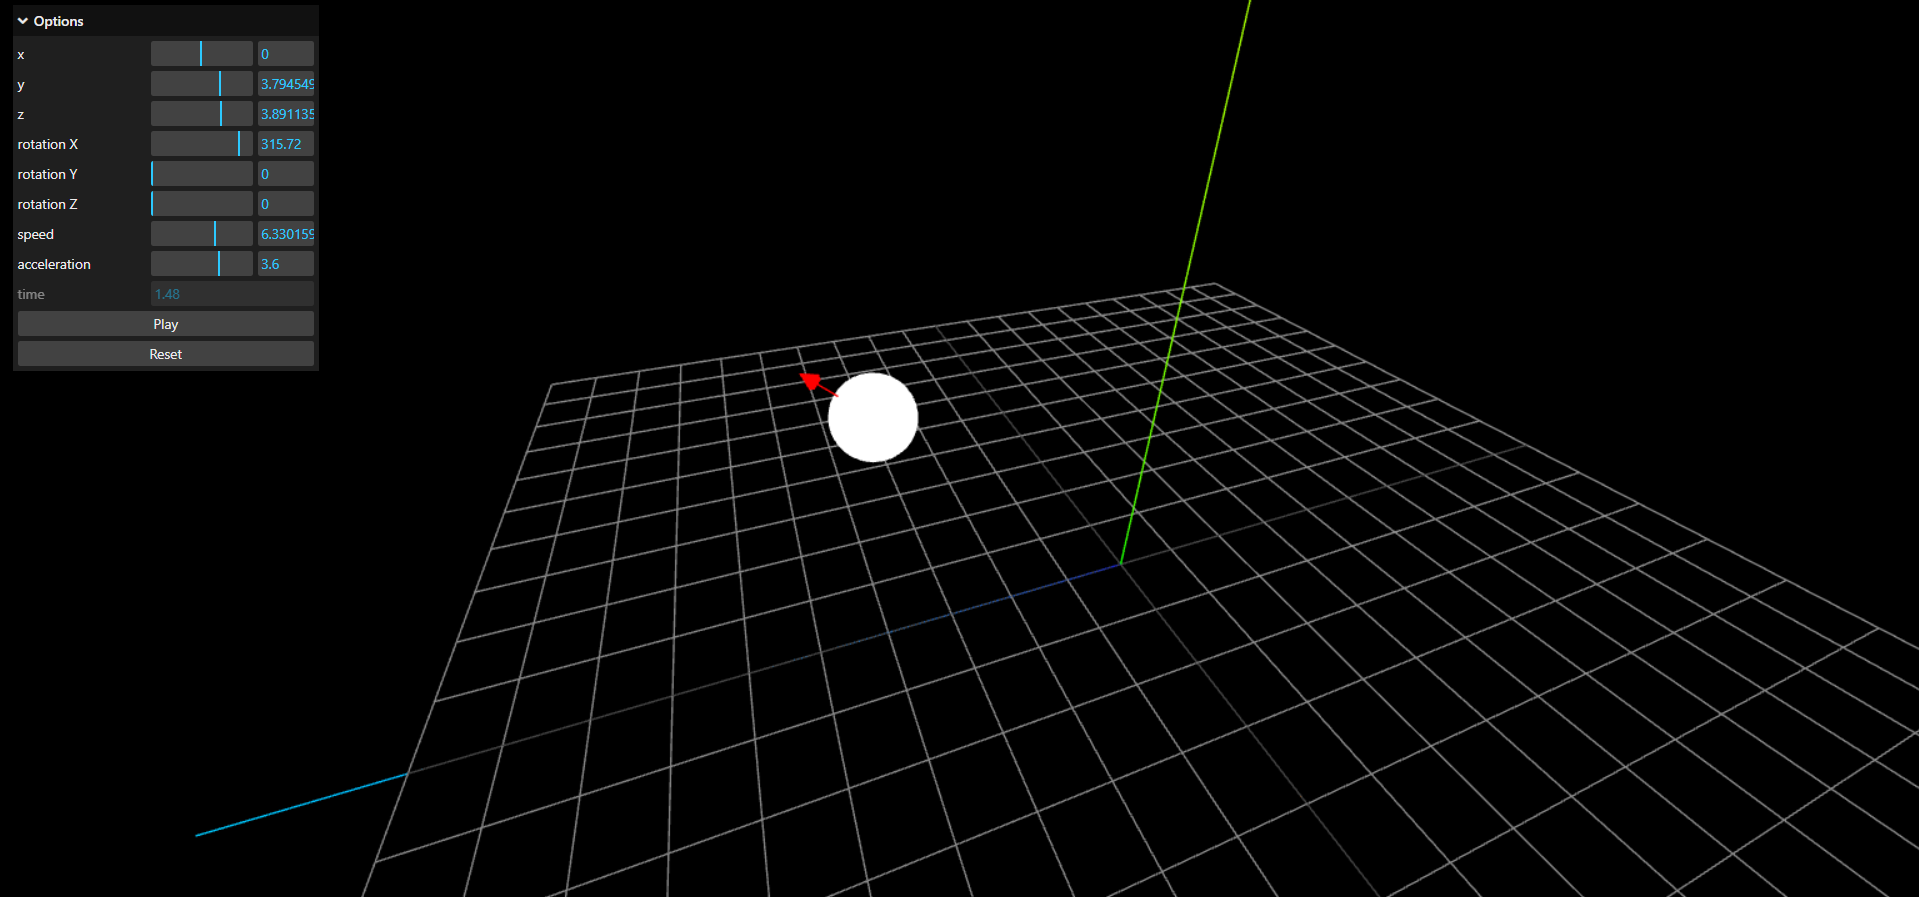 Options
x 0
y 3.794549
z 3.891135
rotation X 315.72
rotation Y 0
rotation Z 0
speed 6.330159
acceleration 3.6
time 1.48
Play
Reset